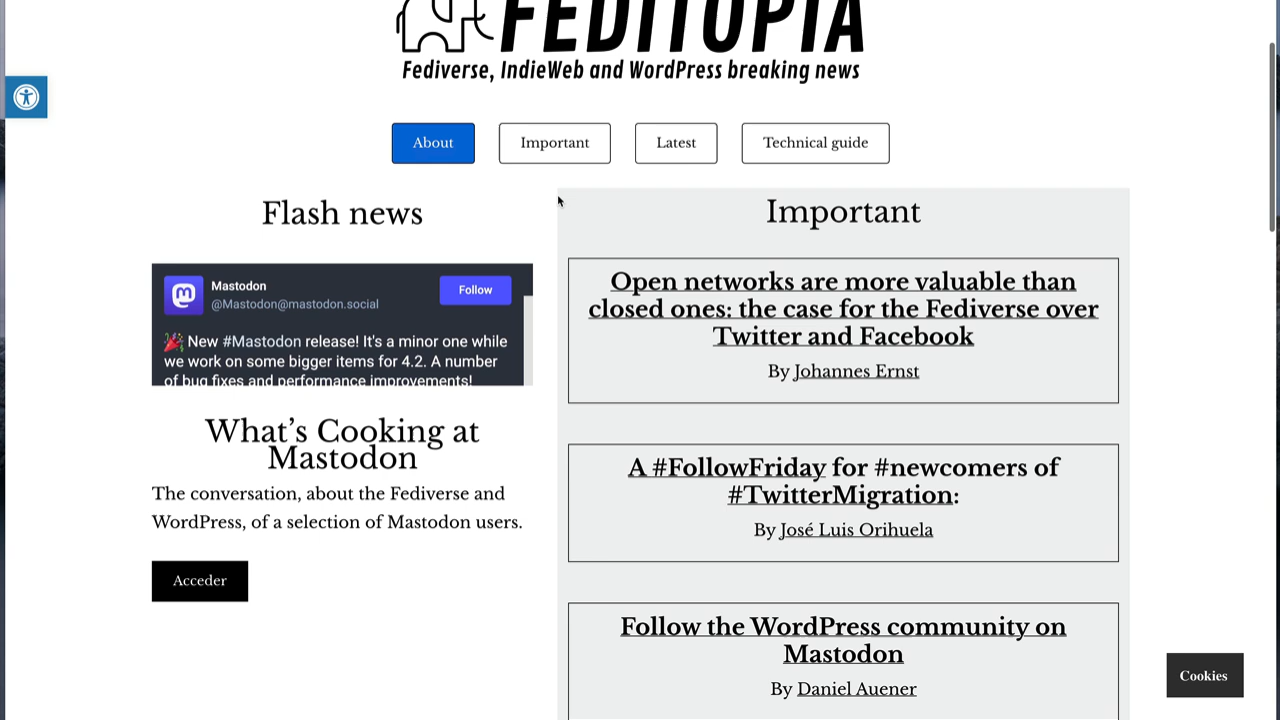 FEDITOPIA
Fediverse, IndieWeb and WordPress breaking news
About
Important
Latest
Technical guide
Flash news
Mastodon
@Mastodon@mastodon.social
Follow
🎉 New #Mastodon release! It's a minor one while
we work on some bigger items for 4.2. A number
of bug fixes and performance improvements!
What’s Cooking at
Mastodon
The conversation, about the Fediverse and
WordPress, of a selection of Mastodon users.
Acceder
Important
Open networks are more valuable than
closed ones: the case for the Fediverse over
Twitter and Facebook
By Johannes Ernst
A #FollowFriday for #newcomers of
#TwitterMigration:
By José Luis Orihuela
Follow the WordPress community on
Mastodon
By Daniel Auener
Cookies